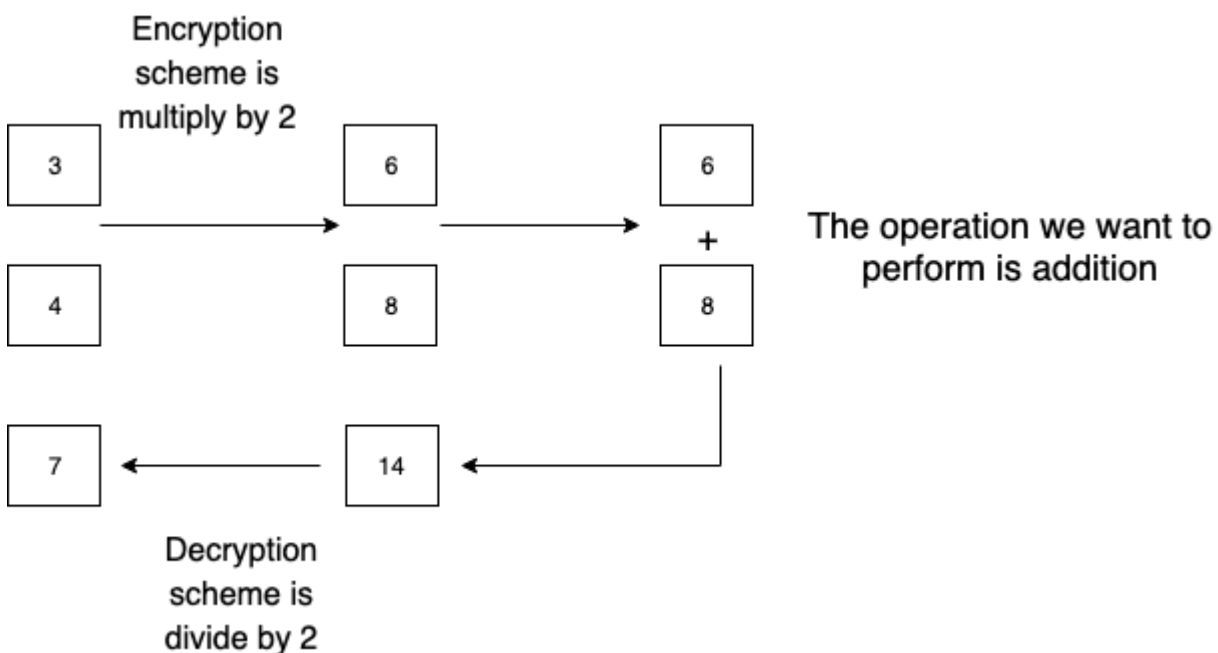 Encryption
scheme is
multiply by 2
3
6
6
+
The operation we want to
perform is addition
4
8
8
7
14
Decryption
scheme is
divide by 2